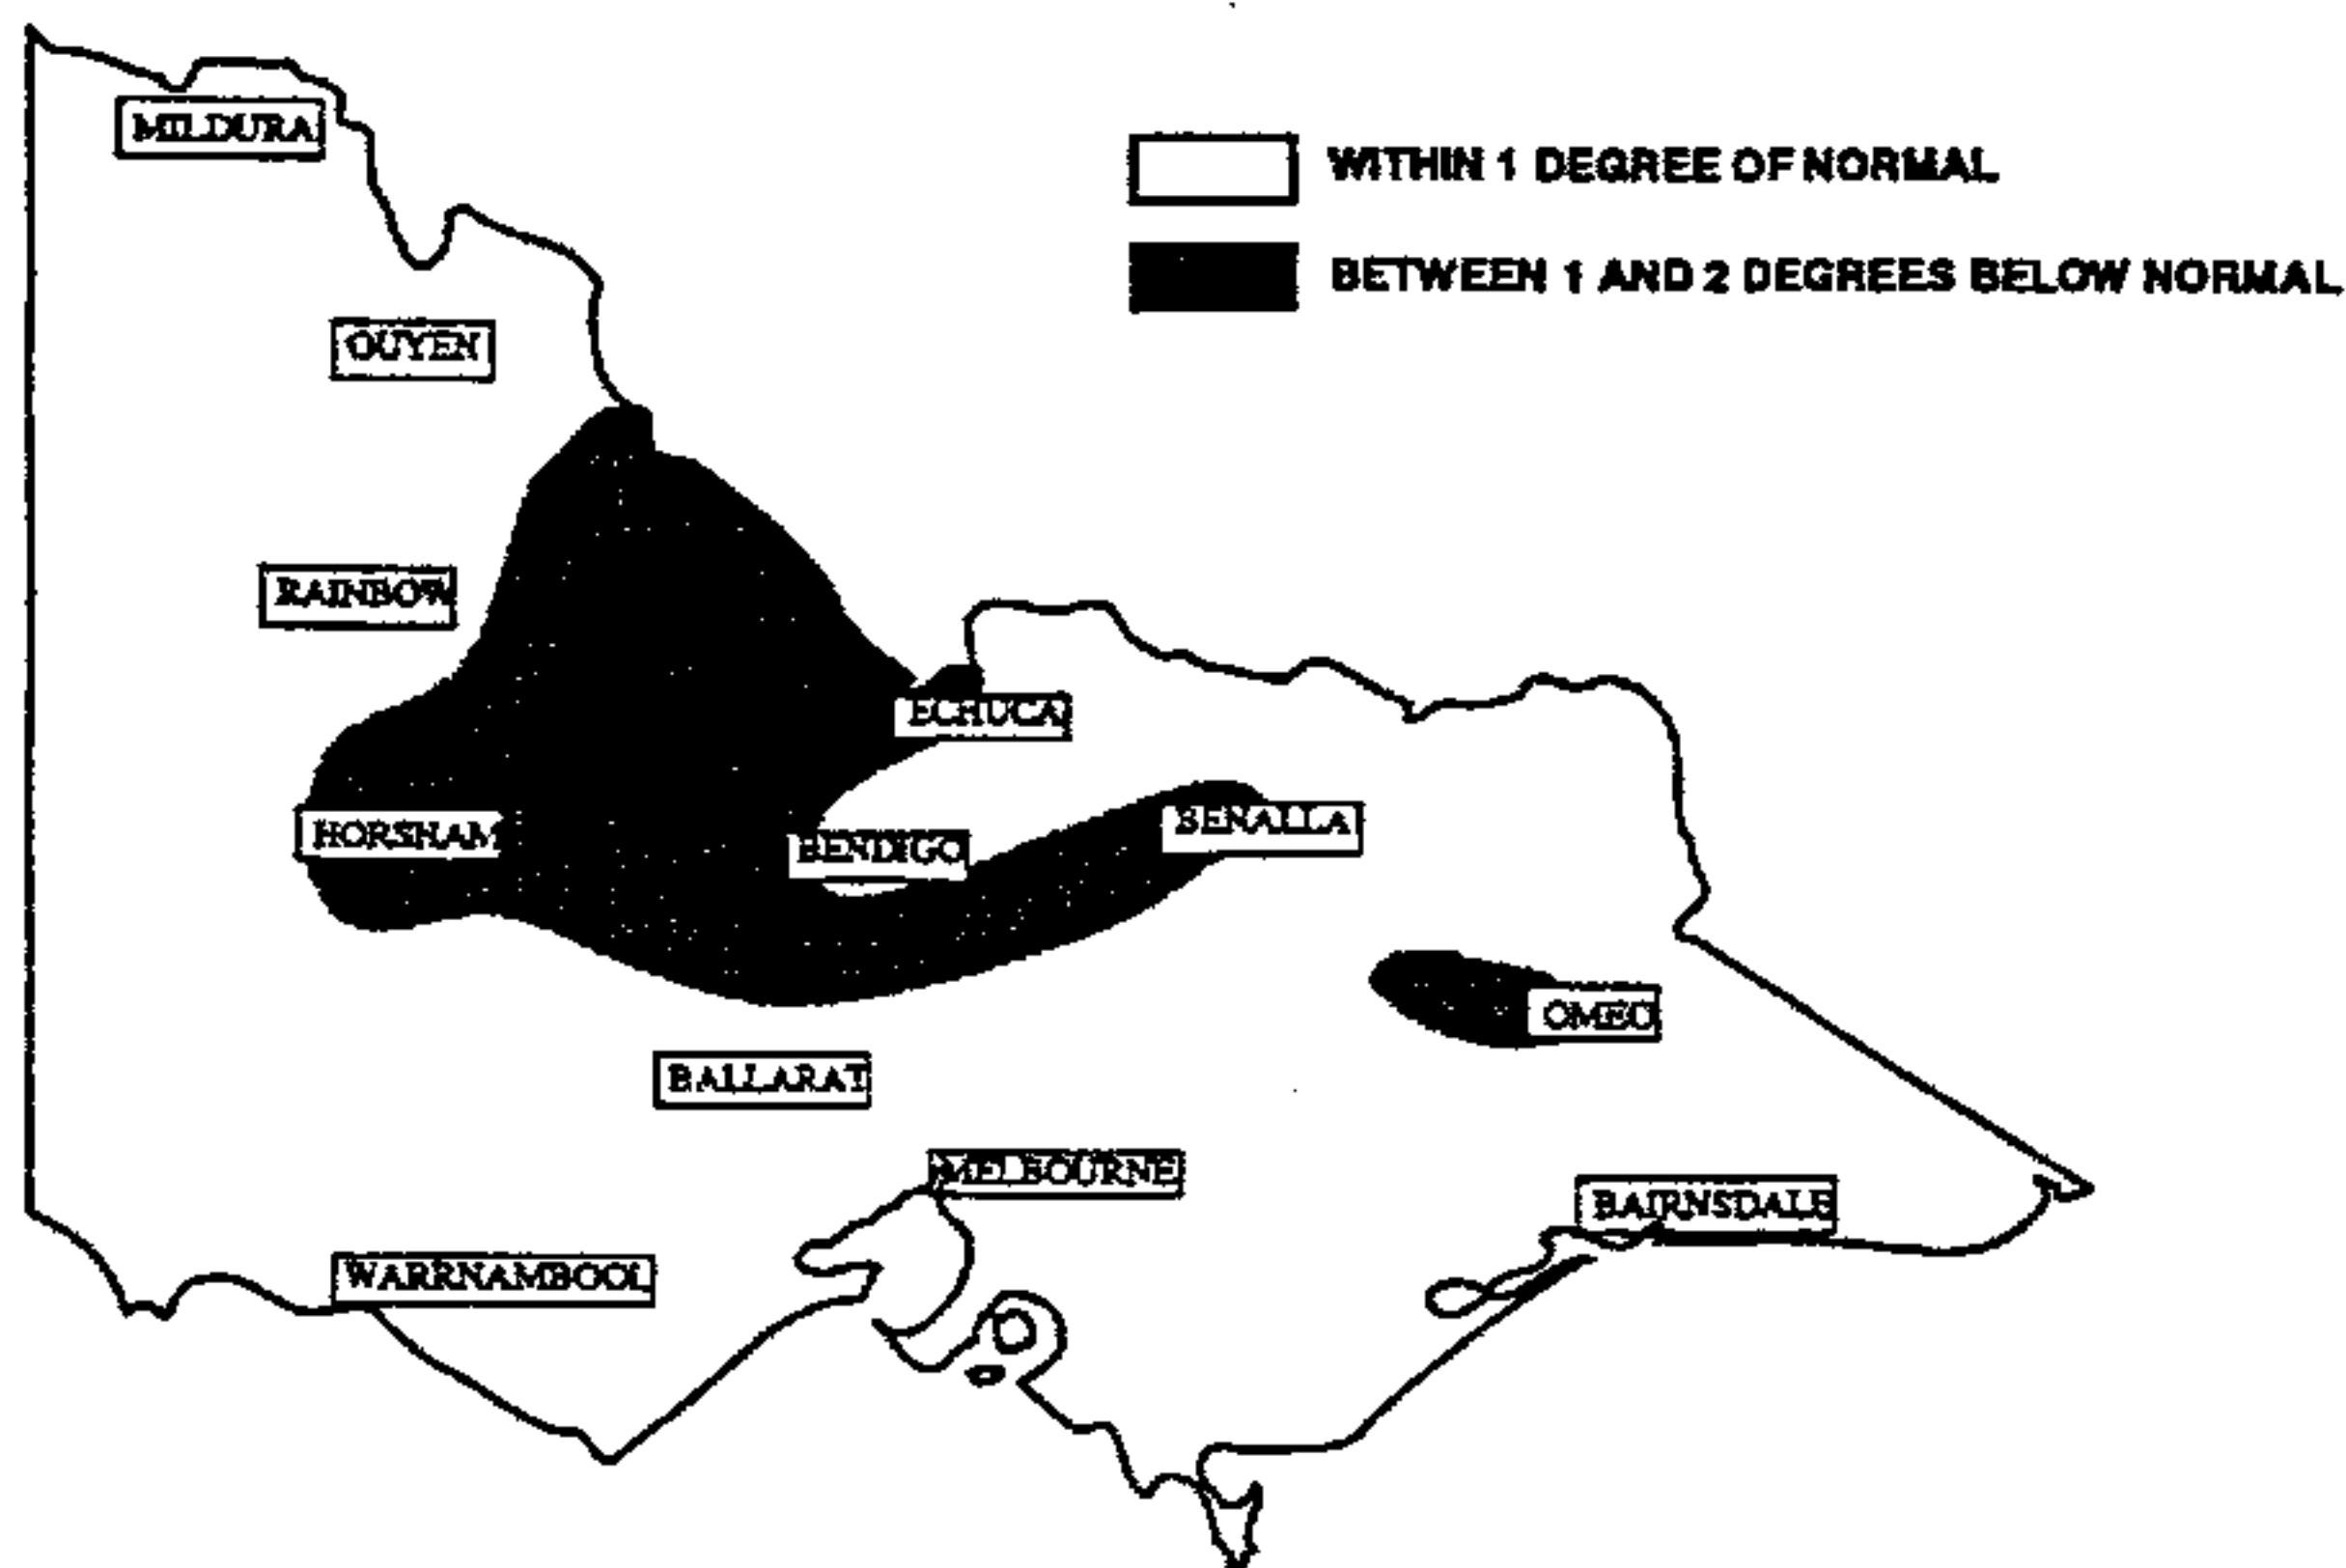 MILDURA
WITHIN 1 DEGREE OF NORMAL
BETWEEN 1 AND 2 DEGREES BELOW NORMAL
OUYEN
RAINBOW
ECHUCA
HORSHAM
BENDIGO
BENALLA
OMEO
BALLARAT
MELBOURNE
BAIRNSDALE
WARRNAMBOOL